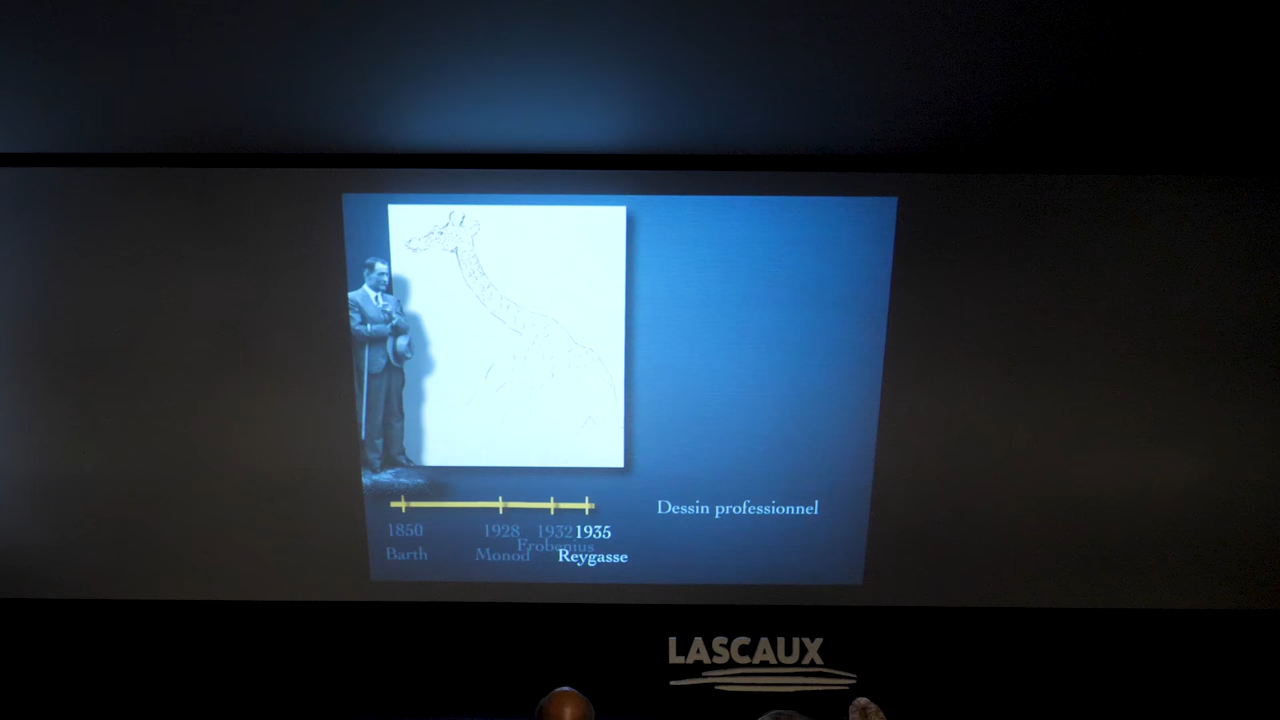 Dessin professionnel
1850 1928 1932 1935
Frobenius
Barth Monod Reygasse
LASCAUX